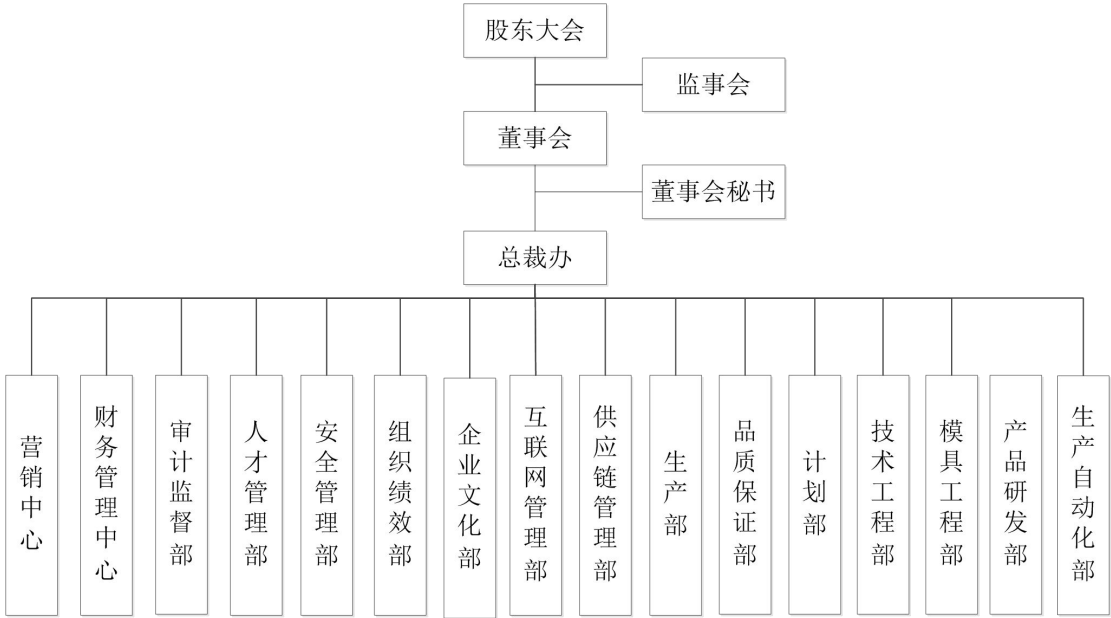 股东大会
监事会
董事会
董事会秘书
总裁办
营销中心
财务管理中心
审计监督部
人才管理部
安全管理部
组织绩效部
企业文化部
互联网管理部
供应链管理部
生产部
品质保证部
计划部
技术工程部
模具工程部
产品研发部
生产自动化部